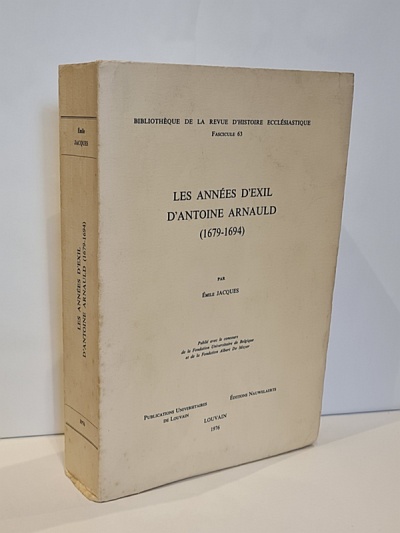 Émile
JACQUES
LES ANNÉES D'EXIL
D'ANTOINE ARNAULD (1679-1694)
1976
BIBLIOTHÈQUE DE LA REVUE D'HISTOIRE ECCLÉSIASTIQUE
FASCICULE 63
LES ANNÉES D'EXIL
D'ANTOINE ARNAULD
(1679-1694)
PAR
ÉMILE JACQUES
Publié avec le concours
de la Fondation Universitaire de Belgique
et de la Fondation Albert De Meyer
PUBLICATIONS UNIVERSITAIRES
DE LOUVAIN
ÉDITIONS NAUWELAERTS
LOUVAIN
1976